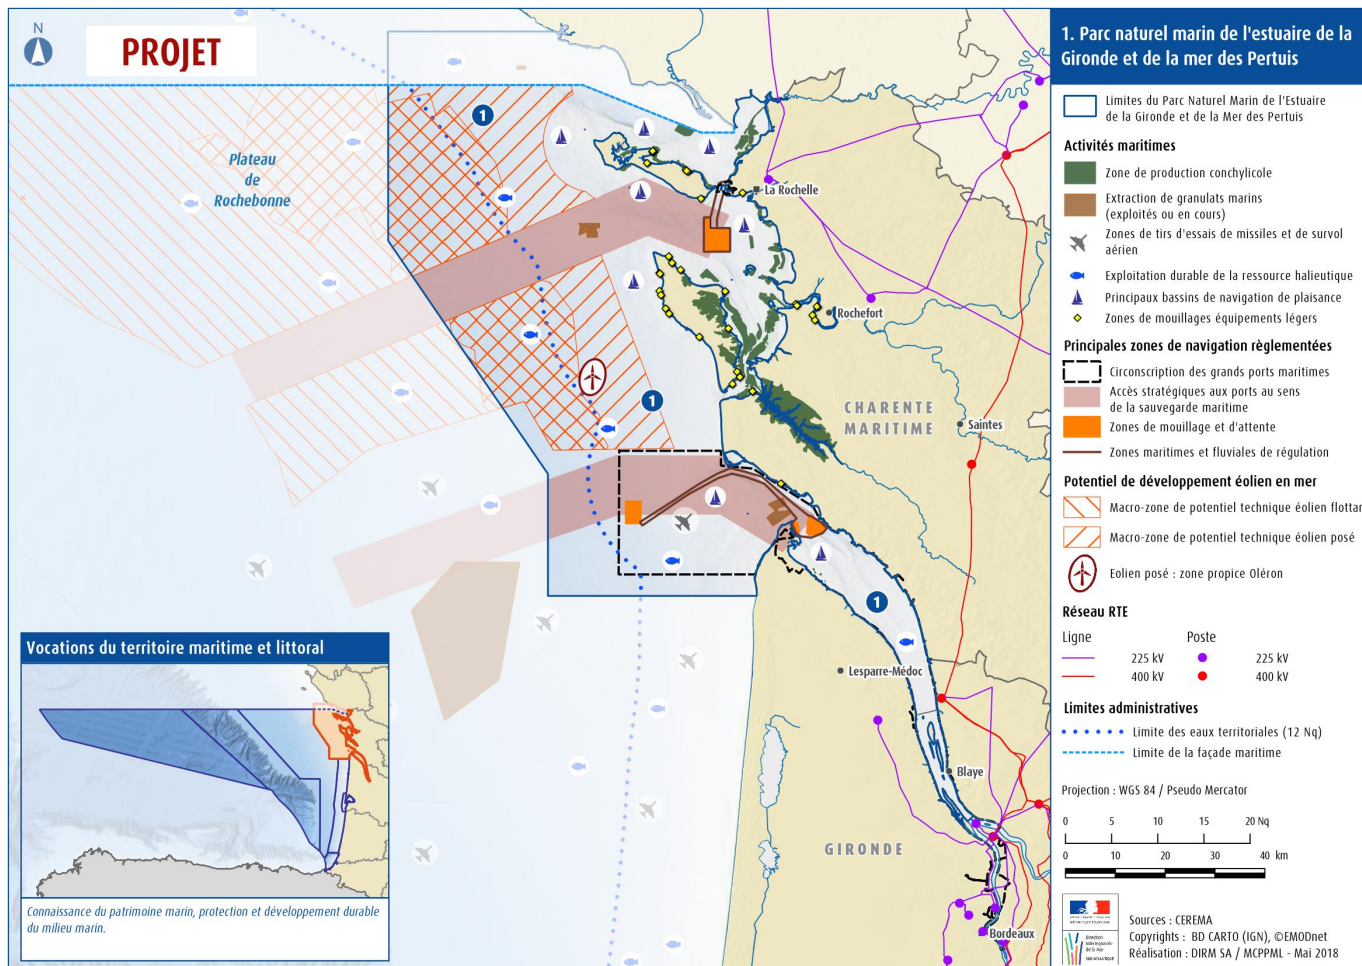 N
PROJET
1
Plateau
de
Rochebonne
La Rochelle
Rochefort
1
CHARENTE
MARITIME
Saintes
1
Lesparre-Médoc
Blaye
GIRONDE
Bordeaux
Vocations du territoire maritime et littoral
Connaissance du patrimoine marin, protection et développement durable
du milieu marin.
1. Parc naturel marin de l'estuaire de la
Gironde et de la mer des Pertuis
Limites du Parc Naturel Marin de l'Estuaire
de la Gironde et de la Mer des Pertuis
Activités maritimes
Zone de production conchylicole
Extraction de granulats marins
(exploités ou en cours)
Zones de tirs d'essais de missiles et de survol
aérien
Exploitation durable de la ressource halieutique
Principaux bassins de navigation de plaisance
Zones de mouillages équipements légers
Principales zones de navigation règlementées
Circonscription des grands ports maritimes
Accès stratégiques aux ports au sens
de la sauvegarde maritime
Zones de mouillage et d'attente
Zones maritimes et fluviales de régulation
Potentiel de développement éolien en mer
Macro-zone de potentiel technique éolien flottan
Macro-zone de potentiel technique éolien posé
Eolien posé : zone propice Oléron
Réseau RTE
Ligne Poste
225 kV 225 kV
400 kV 400 kV
Limites administratives
Limite des eaux territoriales (12 Nq)
Limite de la façade maritime
Projection : WGS 84 / Pseudo Mercator
0 5 10 15 20 Nq
0 10 20 30 40 km
Sources : CEREMA
Copyrights : BD CARTO (IGN), ©EMODnet
Réalisation : DIRM SA / MCPPML - Mai 2018